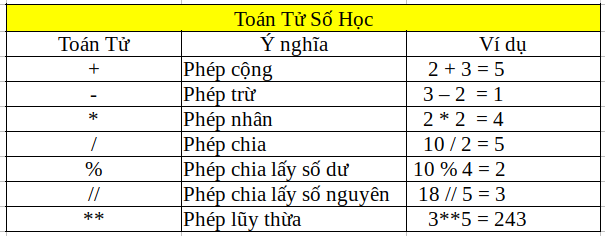 Toán Tử Số Học
Toán Tử Ý nghĩa Ví dụ
+ Phép cộng 2 + 3 = 5
- Phép trừ 3 – 2 = 1
* Phép nhân 2 * 2 = 4
/ Phép chia 10 / 2 = 5
% Phép chia lấy số dư 10 % 4 = 2
// Phép chia lấy số nguyên 18 // 5 = 3
** Phép lũy thừa 3**5 = 243